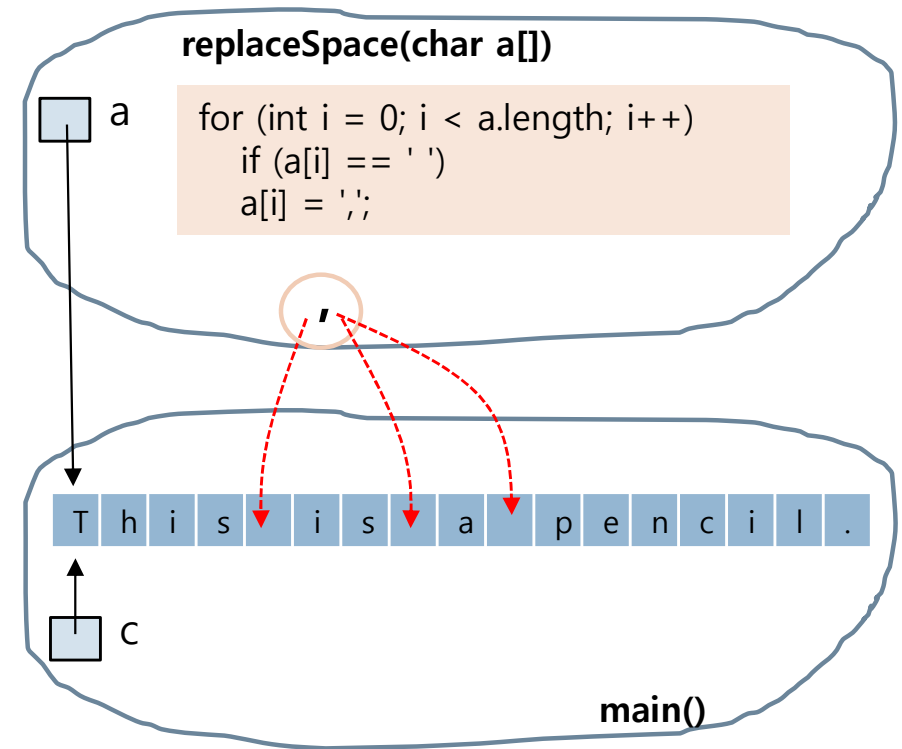 replaceSpace(char a[])
a
for (int i = 0; i < a.length; i++)
if (a[i] == ' ')
a[i] = ',';
,
T h i s i s a p e n c i l .
c
main()